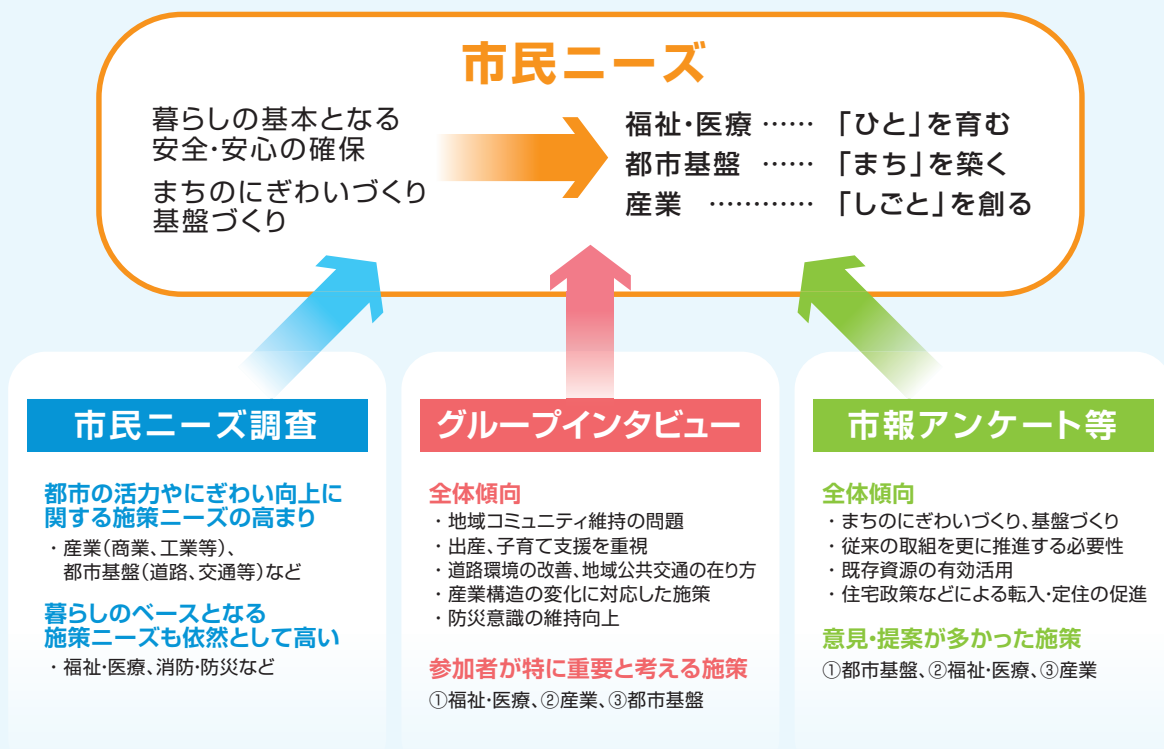 市民ニーズ
暮らしの基本となる
安全・安心の確保
まちのにぎわいづくり
基盤づくり
福祉・医療 …… 「ひと」を育む
都市基盤 …… 「まち」を築く
産業 ………… 「しごと」を創る
市民ニーズ調査
都市の活力やにぎわい向上に
関する施策ニーズの高まり
・産業(商業、工業等)、
都市基盤(道路、交通等)など
暮らしのベースとなる
施策ニーズも依然として高い
・福祉・医療、消防・防災など
グループインタビュー
全体傾向
・地域コミュニティ維持の問題
・出産、子育て支援を重視
・道路環境の改善、地域公共交通の在り方
・産業構造の変化に対応した施策
・防災意識の維持向上
参加者が特に重要と考える施策
①福祉・医療、②産業、③都市基盤
市報アンケート等
全体傾向
・まちのにぎわいづくり、基盤づくり
・従来の取組を更に推進する必要性
・既存資源の有効活用
・住宅政策などによる転入・定住の促進
意見・提案が多かった施策
①都市基盤、②福祉・医療、③産業